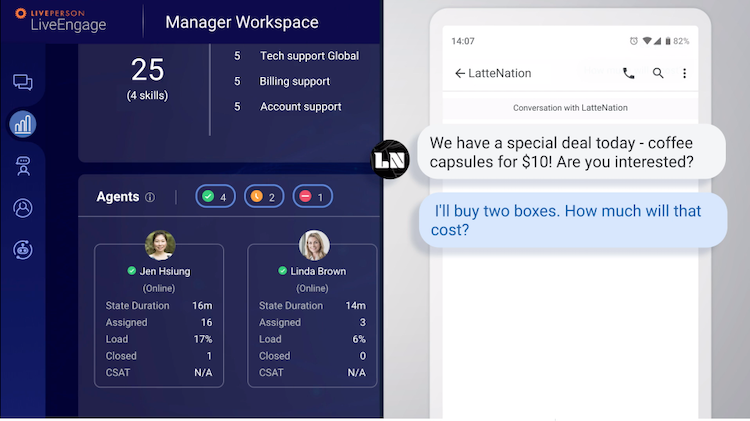 LIVEPERSON
LiveEngage
Manager Workspace
25
(4 skills)
5 Tech support Global
5 Billing support
5 Account support
Agents 4 2 1
Jen Hsiung
(Online)
State Duration 16m
Assigned 16
Load 17%
Closed 1
CSAT N/A
Linda Brown
(Online)
State Duration 14m
Assigned 3
Load 6%
Closed 0
CSAT N/A
14:07 82%
LatteNation
Conversation with LatteNation
LN
We have a special deal today - coffee
capsules for $10! Are you interested?
I'll buy two boxes. How much will that
cost?